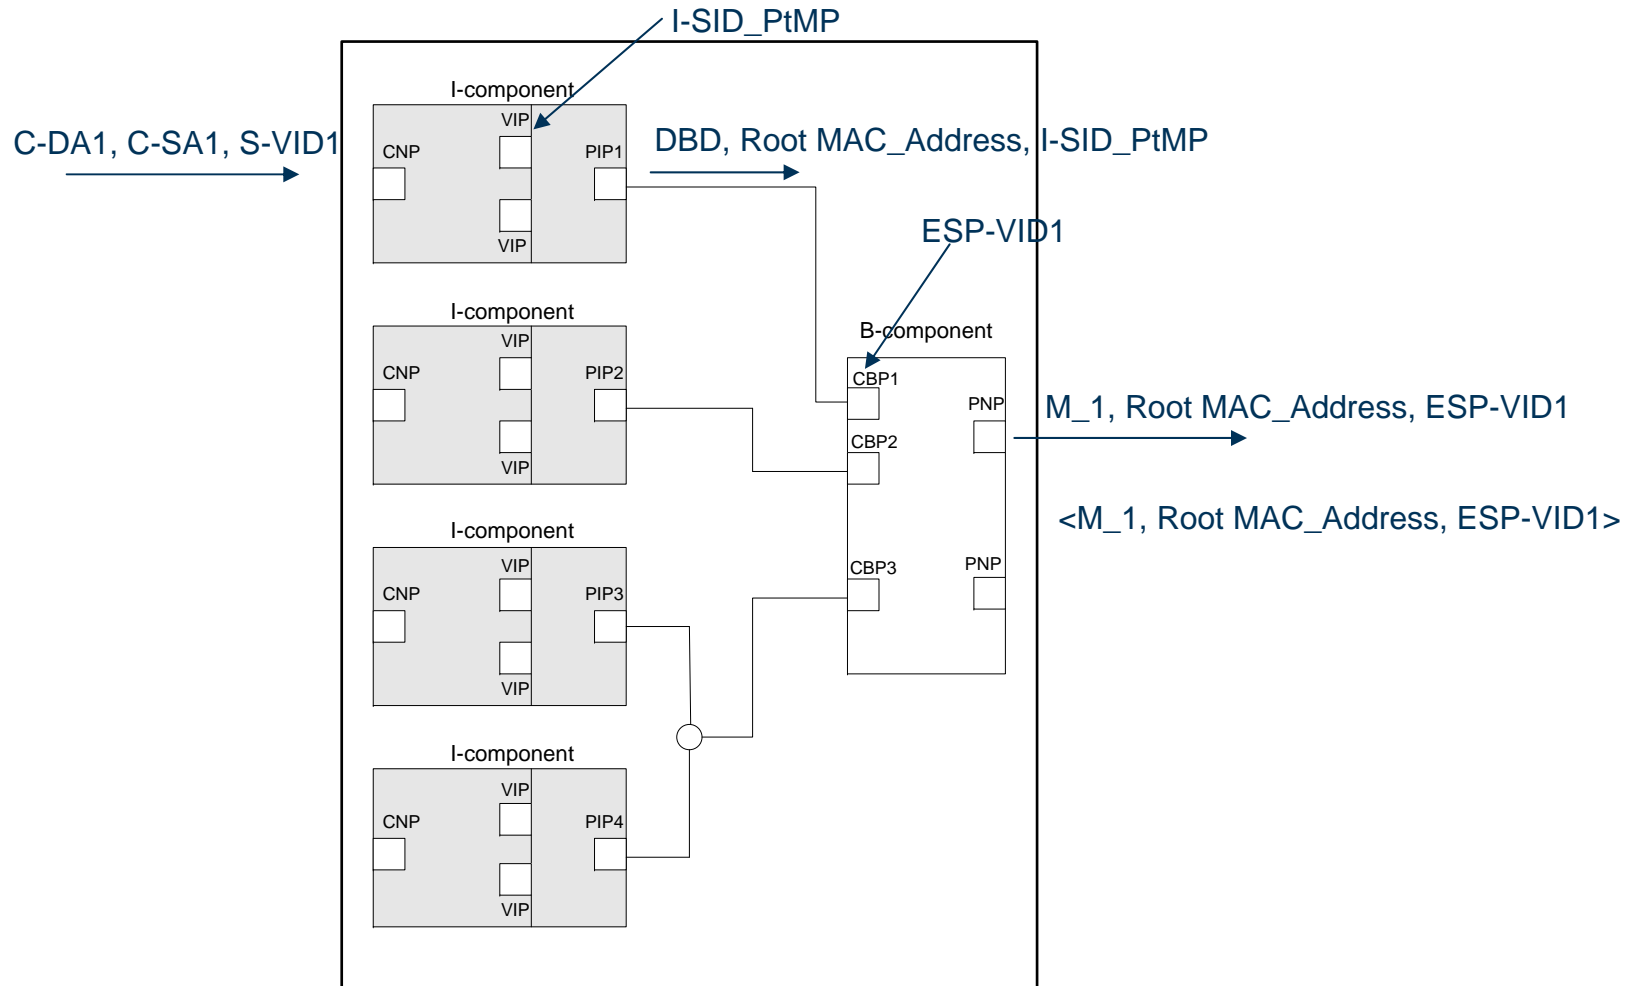 I-SID_PtMP
I-component
VIP
C-DA1, C-SA1, S-VID1
CNP
PIP1
DBD, Root MAC_Address, I-SID_PtMP
VIP
ESP-VID1
I-component
VIP
CNP
PIP2
VIP
B-component
CBP1
PNP
M_1, Root MAC_Address, ESP-VID1
CBP2
<M_1, Root MAC_Address, ESP-VID1>
I-component
VIP
CNP
PIP3
VIP
CBP3
PNP
I-component
VIP
CNP
PIP4
VIP